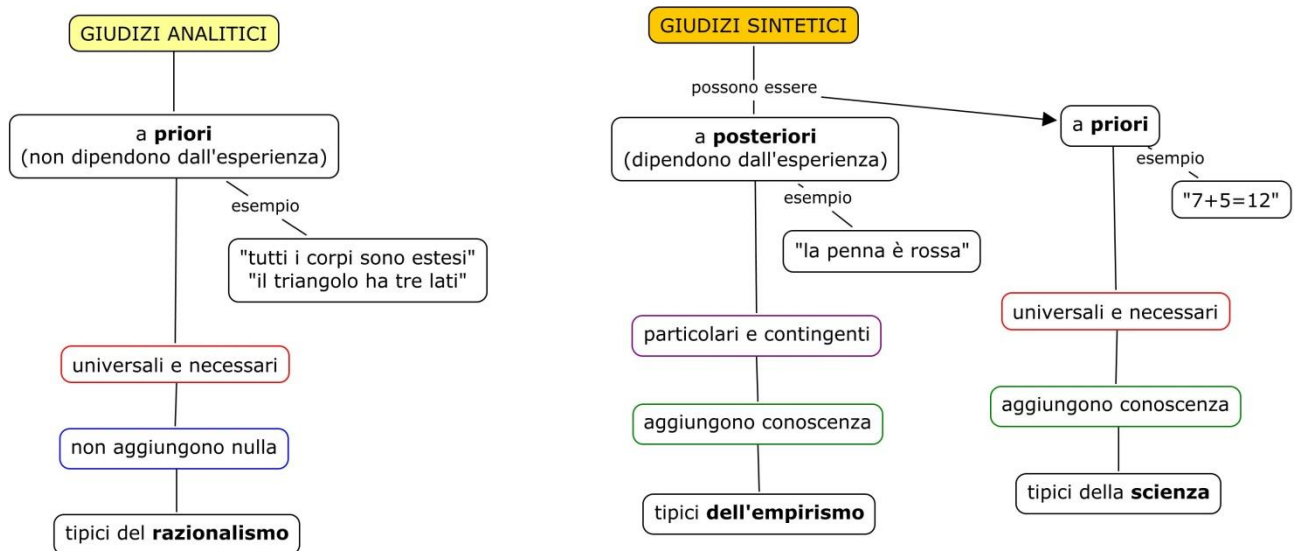 GIUDIZI ANALITICI
a priori
(non dipendono dall'esperienza)
esempio
"tutti i corpi sono estesi"
"il triangolo ha tre lati"
universali e necessari
non aggiungono nulla
tipici del razionalismo
GIUDIZI SINTETICI
possono essere
a posteriori
(dipendono dall'esperienza)
esempio
"la penna è rossa"
particolari e contingenti
aggiungono conoscenza
tipici dell'empirismo
a priori
esempio
"7+5=12"
universali e necessari
aggiungono conoscenza
tipici della scienza